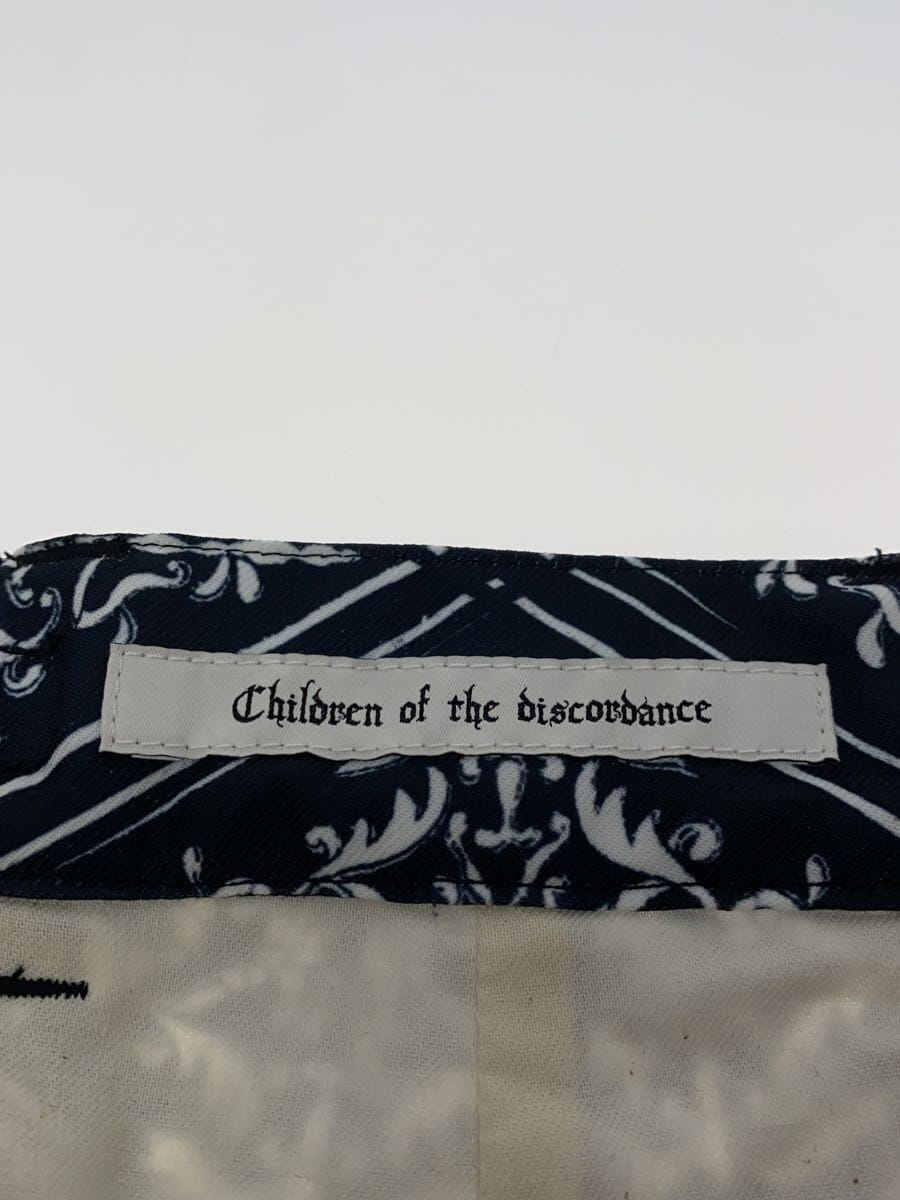 Children of the discordance